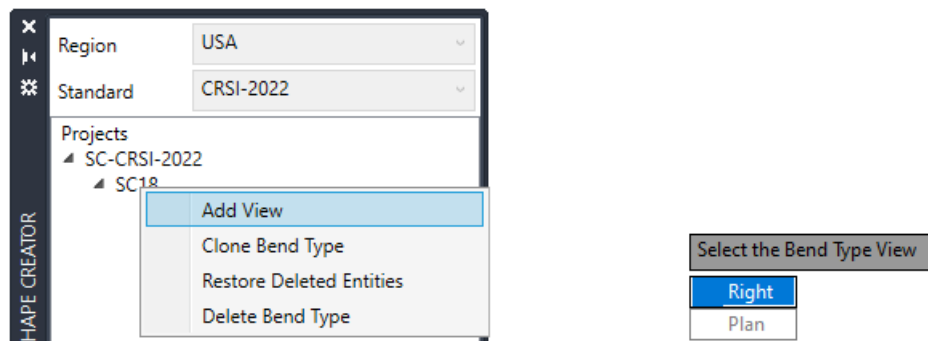 Region
USA
Standard
CRSI-2022
Projects
SC-CRSI-2022
SC18
Add View
Clone Bend Type
Restore Deleted Entities
Delete Bend Type
HAPE CREATOR
Select the Bend Type View
Right
Plan